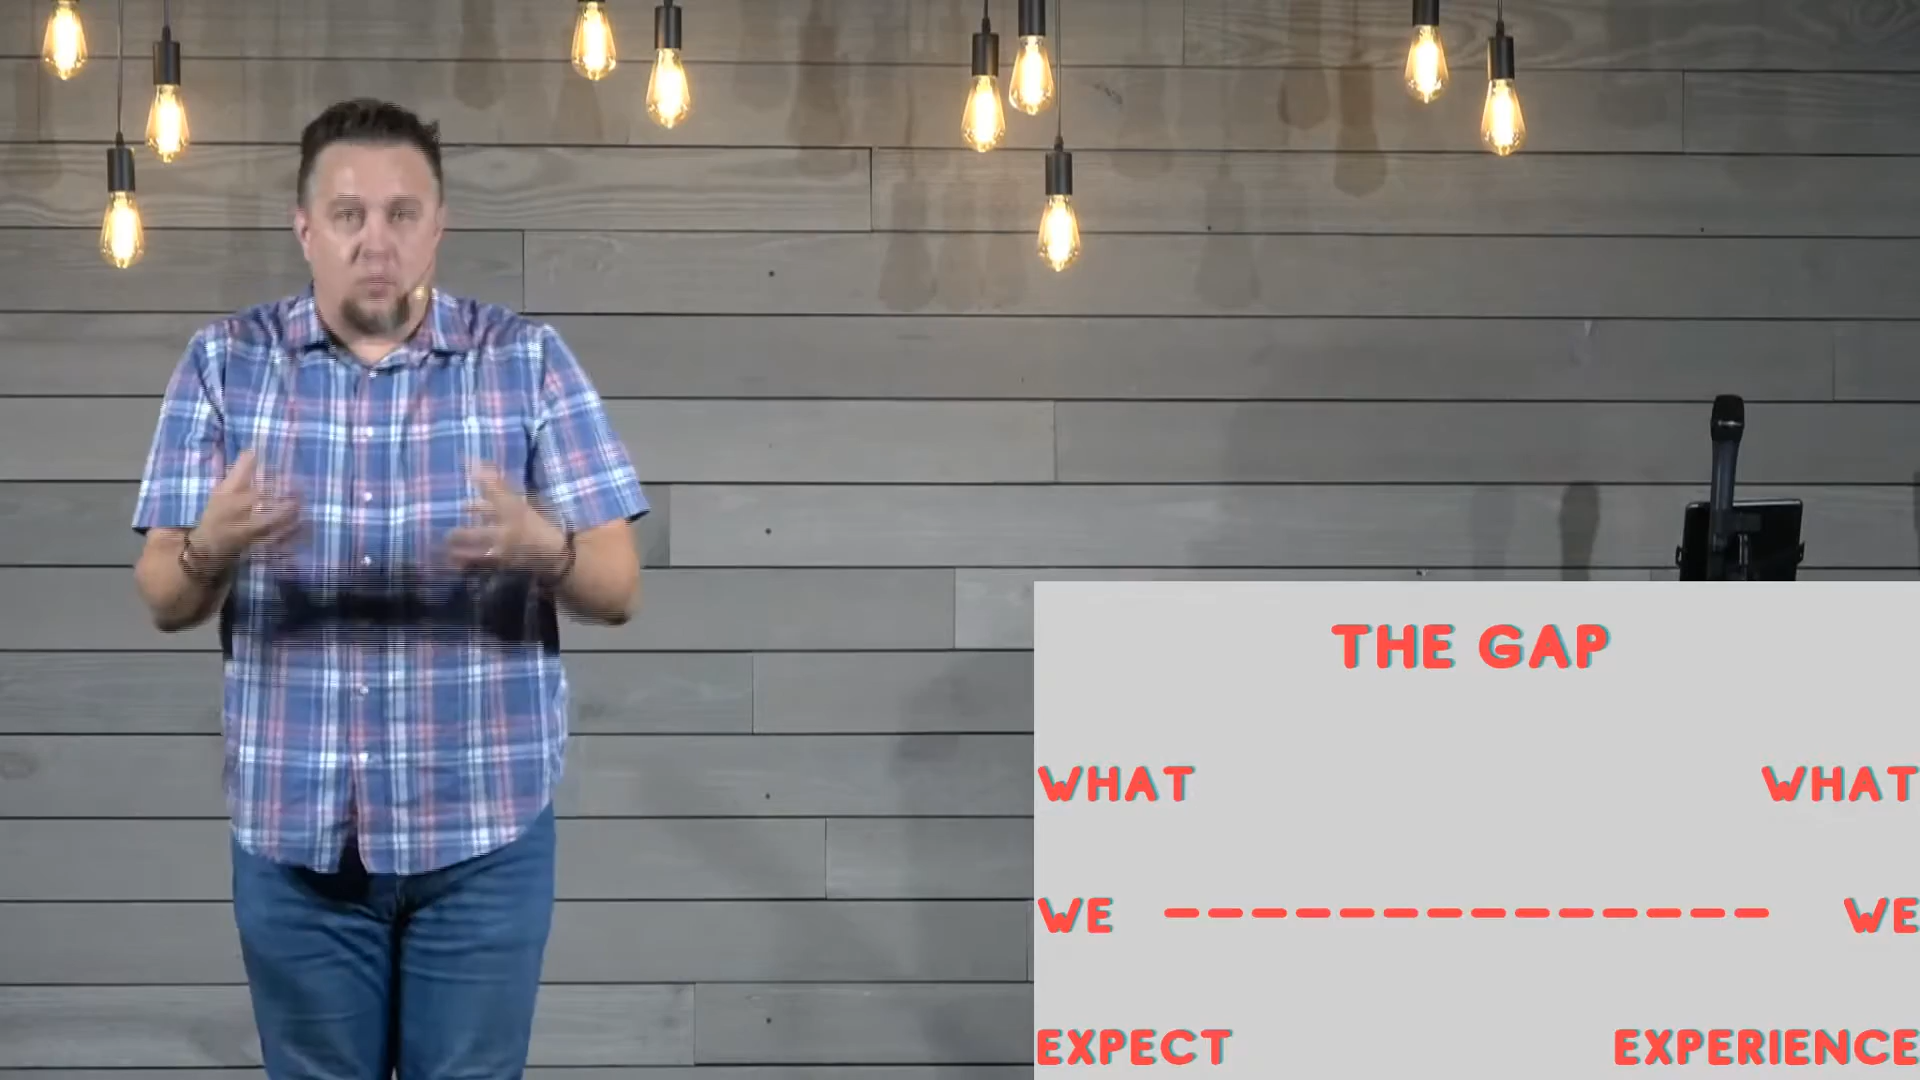 THE GAP
WHAT WHAT
WE -------------- WE
EXPECT EXPERIENCE